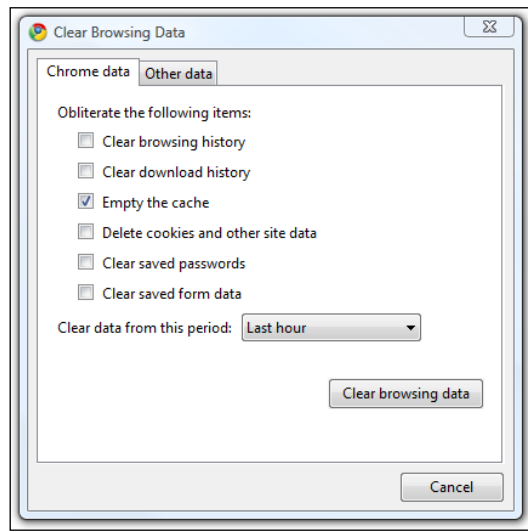 Clear Browsing Data
Chrome data
Other data
Obliterate the following items:
Clear browsing history
Clear download history
Empty the cache
Delete cookies and other site data
Clear saved passwords
Clear saved form data
Clear data from this period: Last hour
Clear browsing data
Cancel